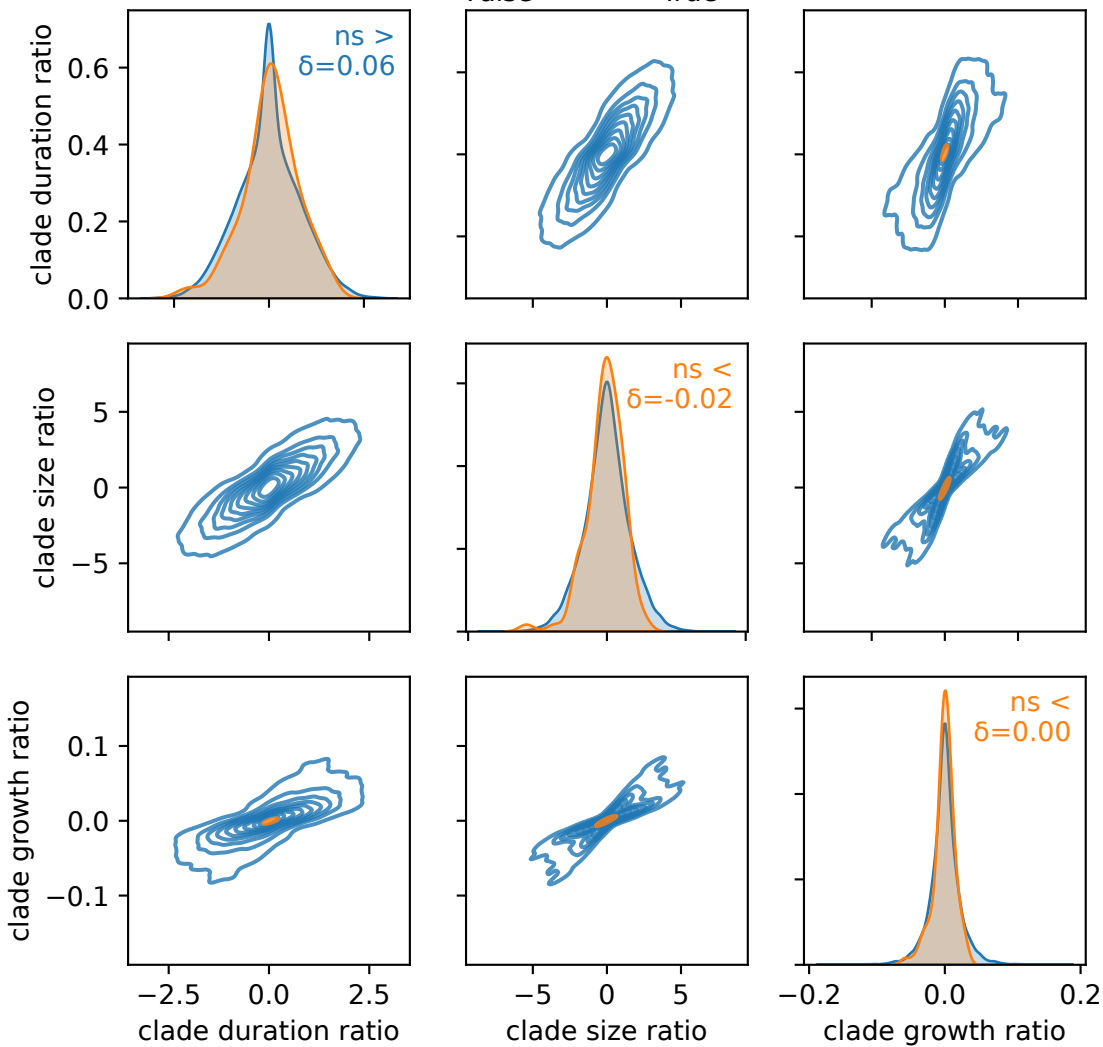 clade duration ratio
0.6
0.4
0.2
0.0
ns >
δ=0.06
clade size ratio
5
0
−5
ns <
δ=-0.02
clade growth ratio
0.1
0.0
−0.1
ns <
δ=0.00
−2.5 0.0 2.5
−5 0 5
−0.2 0.0 0.2
clade duration ratio
clade size ratio
clade growth ratio